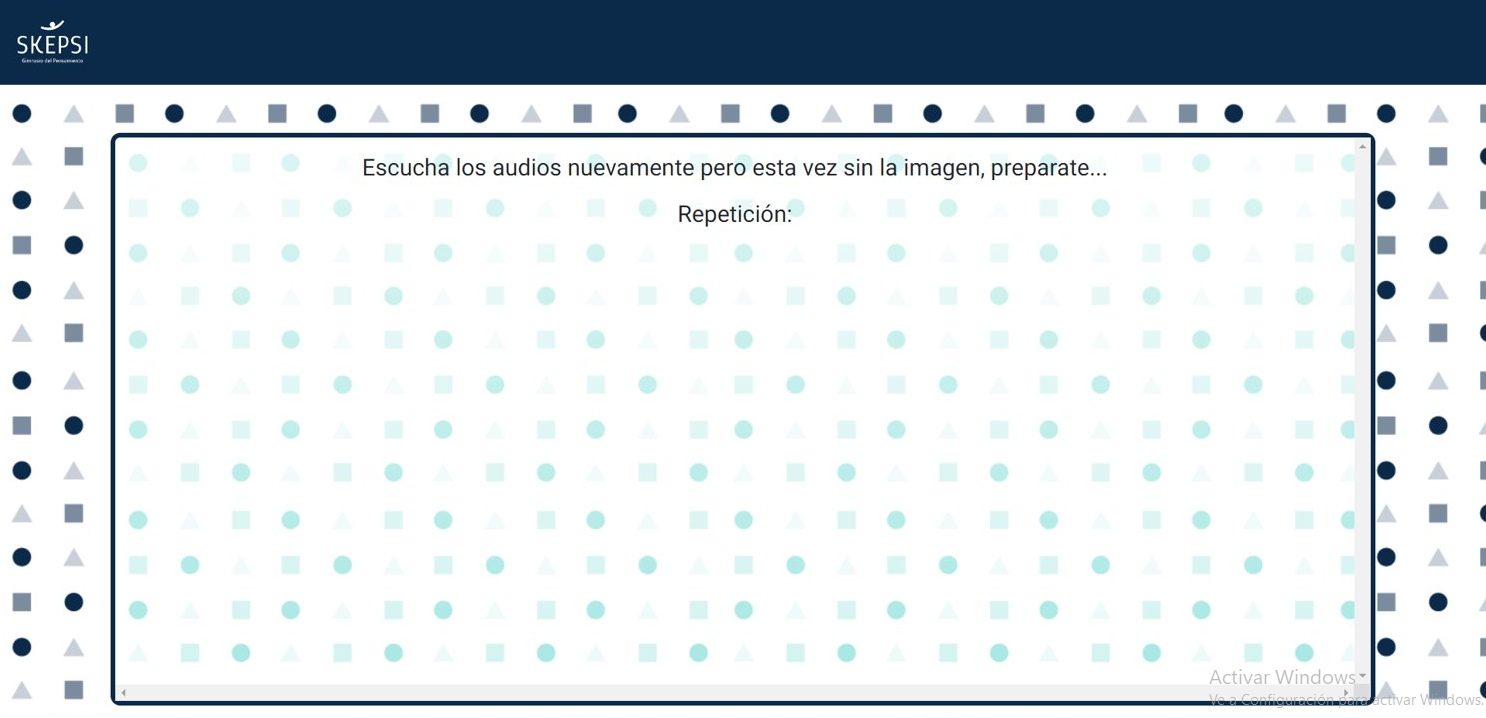 SKEPSI
Gimnasio del Pensamiento
Escucha los audios nuevamente pero esta vez sin la imagen, preparate...
Repetición:
Activar Windows
Ve a Configuración para activar Windows.